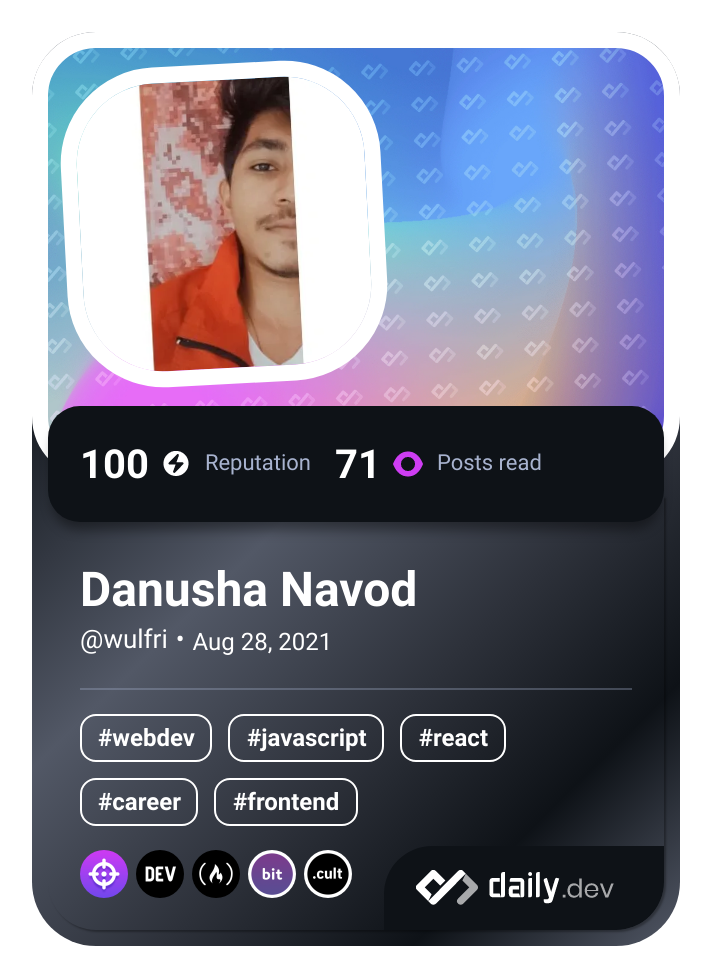 100 Reputation 71 Posts read
Danusha Navod
@wulfri • Aug 28, 2021
#webdev #javascript #react
#career #frontend
DEV bit .cult
daily.dev